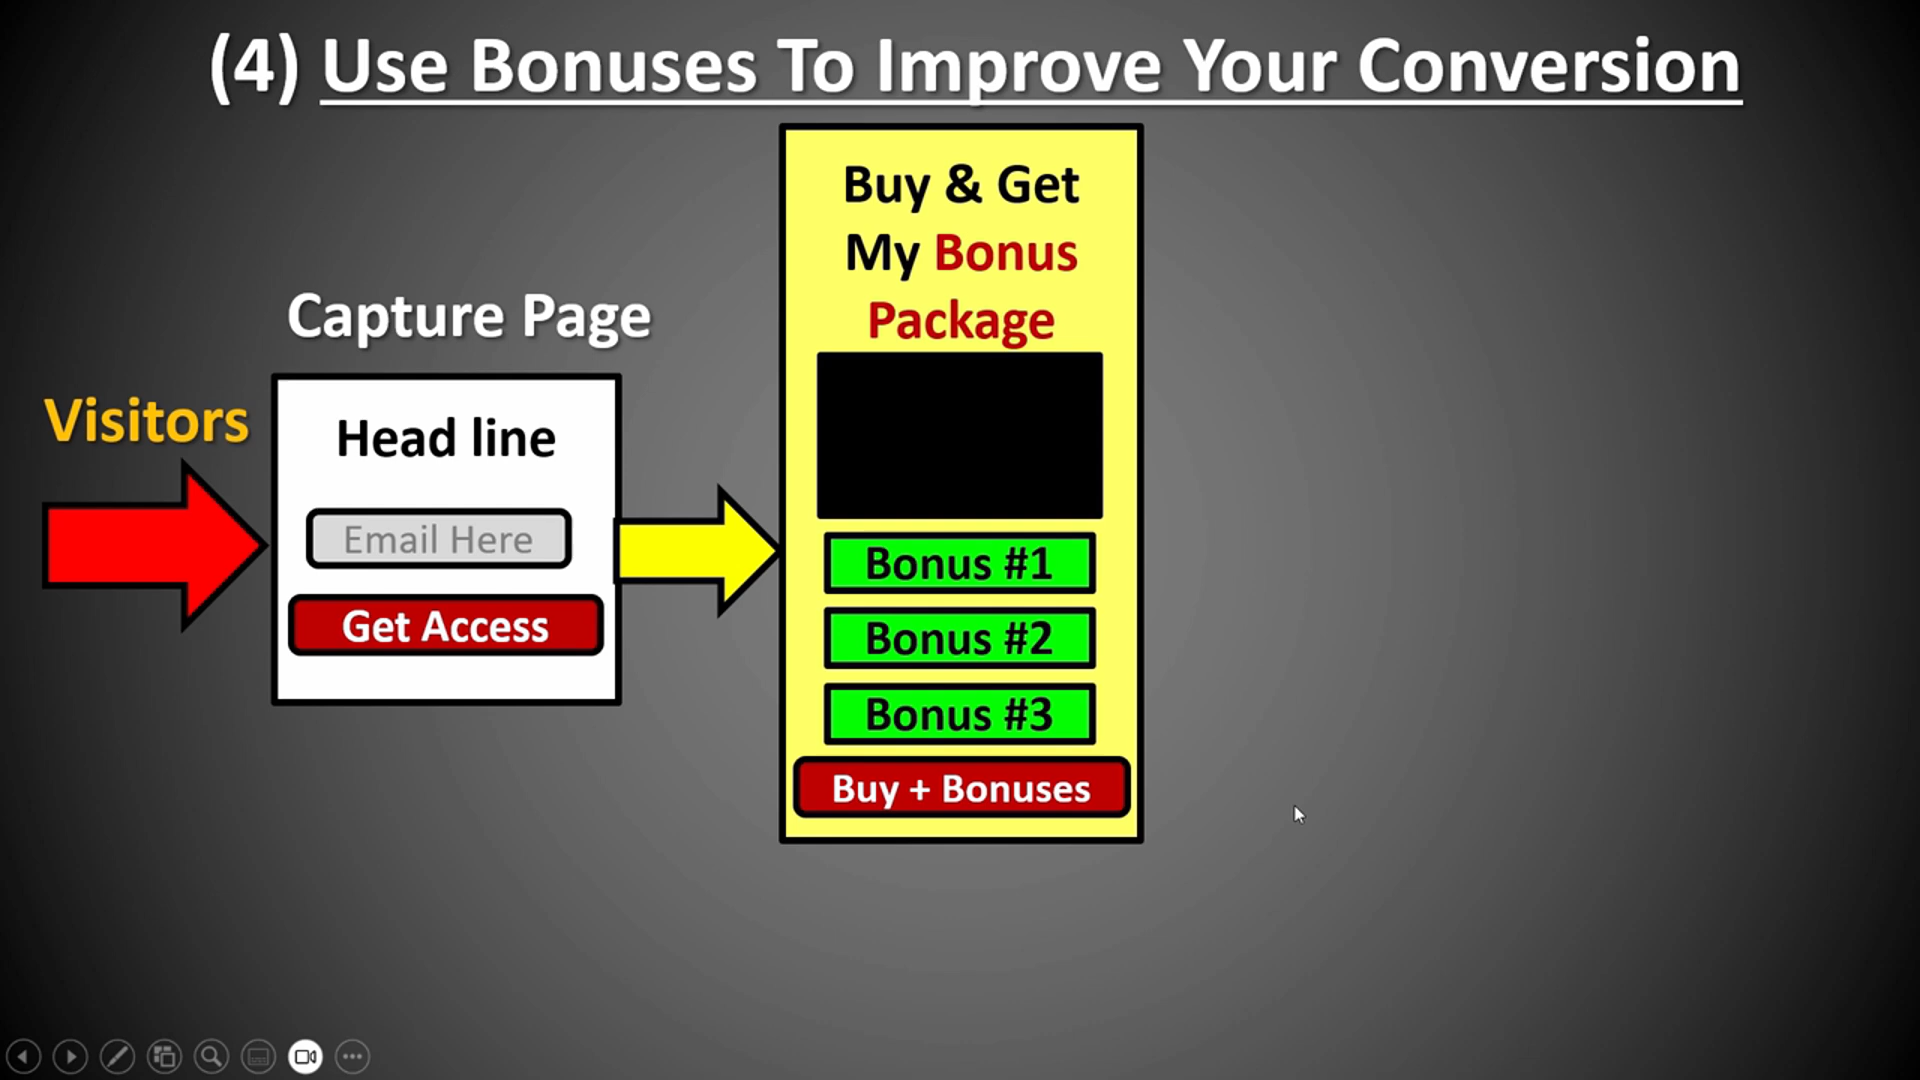 (4) Use Bonuses To Improve Your Conversion
Visitors
Capture Page
Head line
Email Here
Get Access
Buy & Get
My Bonus
Package
Bonus #1
Bonus #2
Bonus #3
Buy + Bonuses